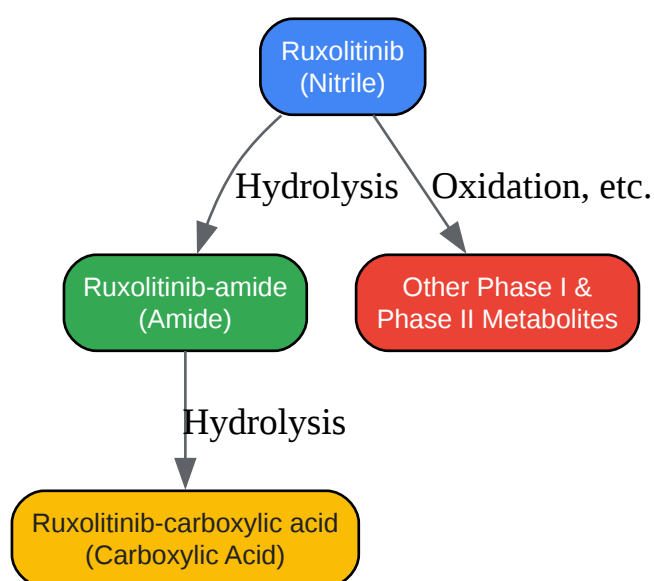 Ruxolitinib
(Nitrile)
Hydrolysis
Oxidation, etc.
Ruxolitinib-amide
(Amide)
Other Phase I &
Phase II Metabolites
Hydrolysis
Ruxolitinib-carboxylic acid
(Carboxylic Acid)